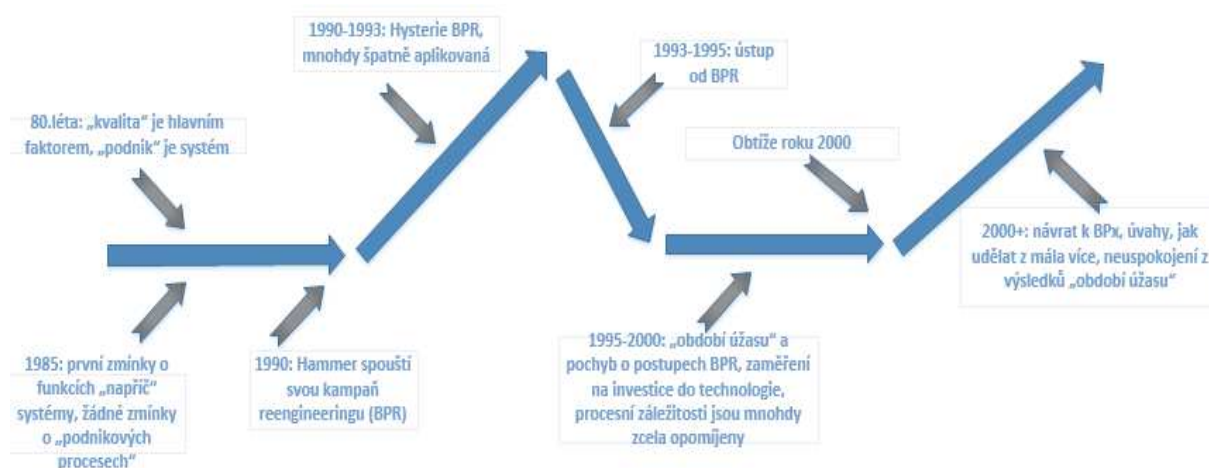 1990-1993: Hysterie BPR,
mnohdy špatně aplikovaná
1993-1995: ústup
od BPR
80.léta: „kvalita“ je hlavním
faktorem, „podnik“ je systém
Obtíže roku 2000
2000+: návrat k BPx, úvahy, jak
udělat z mála více, neuspokojení z
výsledků „období úžasu“
1985: první zmínky o
funkcích „napříč“
systémy, žádné zmínky
o „podnikových
procesech“
1990: Hammer spouští
svou kampaň
reengineeringu (BPR)
1995-2000: „období úžasu“ a
pochyb o postupech BPR, zaměření
na investice do technologie,
procesní záležitosti jsou mnohdy
zcela opomíjeny